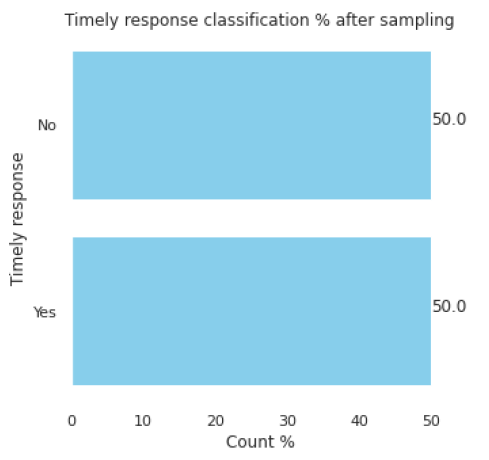 Timely response classification % after sampling
Timely response
No
50.0
Yes
50.0
0 10 20 30 40 50
Count %